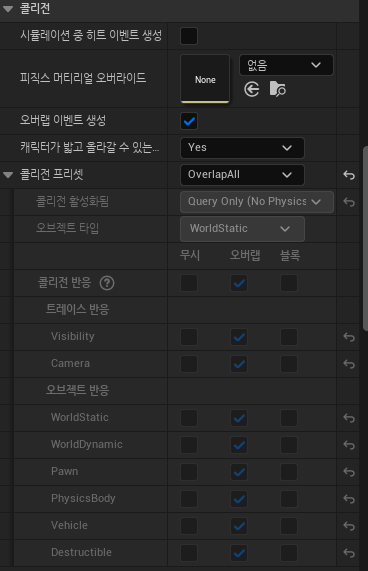 콜리전
시뮬레이션 중 히트 이벤트 생성
피직스 머티리얼 오버라이드
None
없음
오버랩 이벤트 생성
캐릭터가 밟고 올라갈 수 있는...
Yes
콜리전 프리셋
OverlapAll
콜리전 활성화됨
Query Only (No Physics
오브젝트 타입
WorldStatic
무시 오버랩 블록
콜리전 반응 ?
트레이스 반응
Visibility
Camera
오브젝트 반응
WorldStatic
WorldDynamic
Pawn
PhysicsBody
Vehicle
Destructible